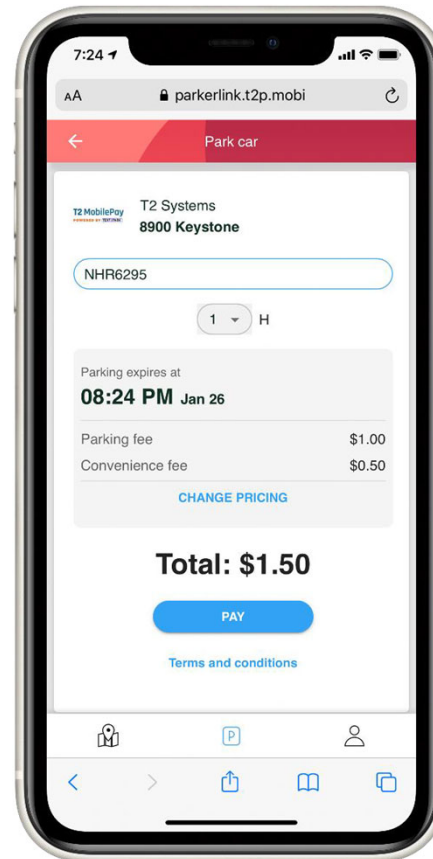 7:24
AA parkerlink.t2p.mobi
Park car
T2 MobilePay
T2 Systems
8900 Keystone
NHR6295
1 H
Parking expires at
08:24 PM Jan 26
Parking fee $1.00
Convenience fee $0.50
CHANGE PRICING
Total: $1.50
PAY
Terms and conditions
P